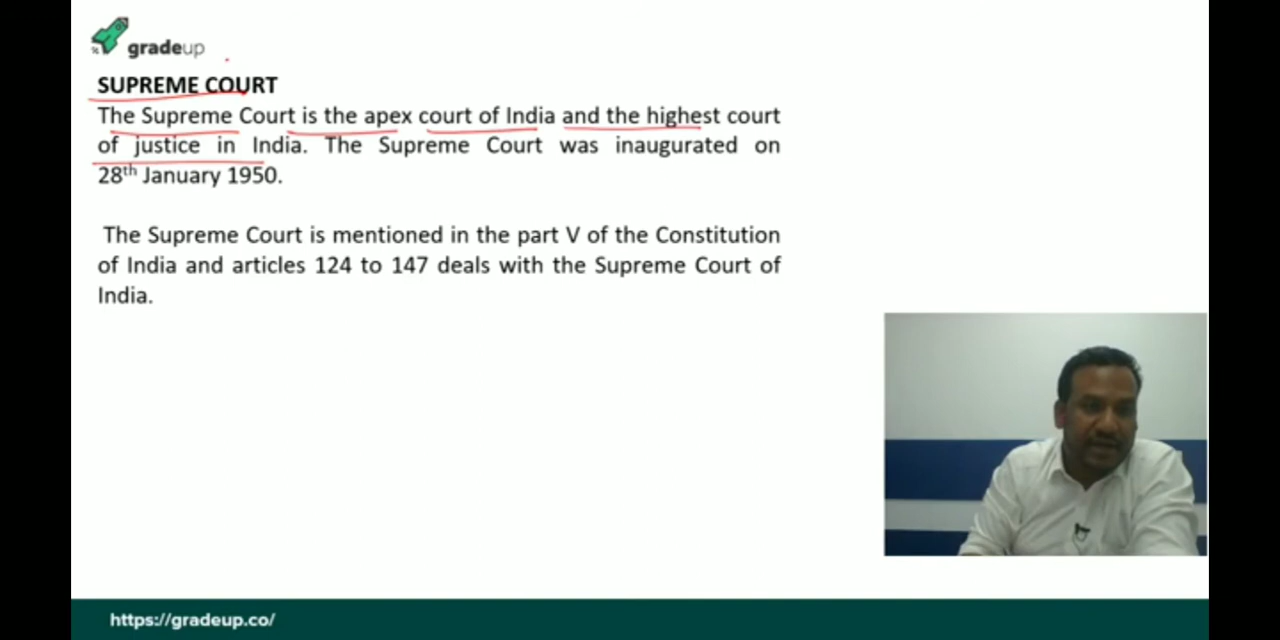 gradeup
SUPREME COURT
The Supreme Court is the apex court of India and the highest court
of justice in India. The Supreme Court was inaugurated on
28th January 1950.
The Supreme Court is mentioned in the part V of the Constitution
of India and articles 124 to 147 deals with the Supreme Court of
India.
https://gradeup.co/